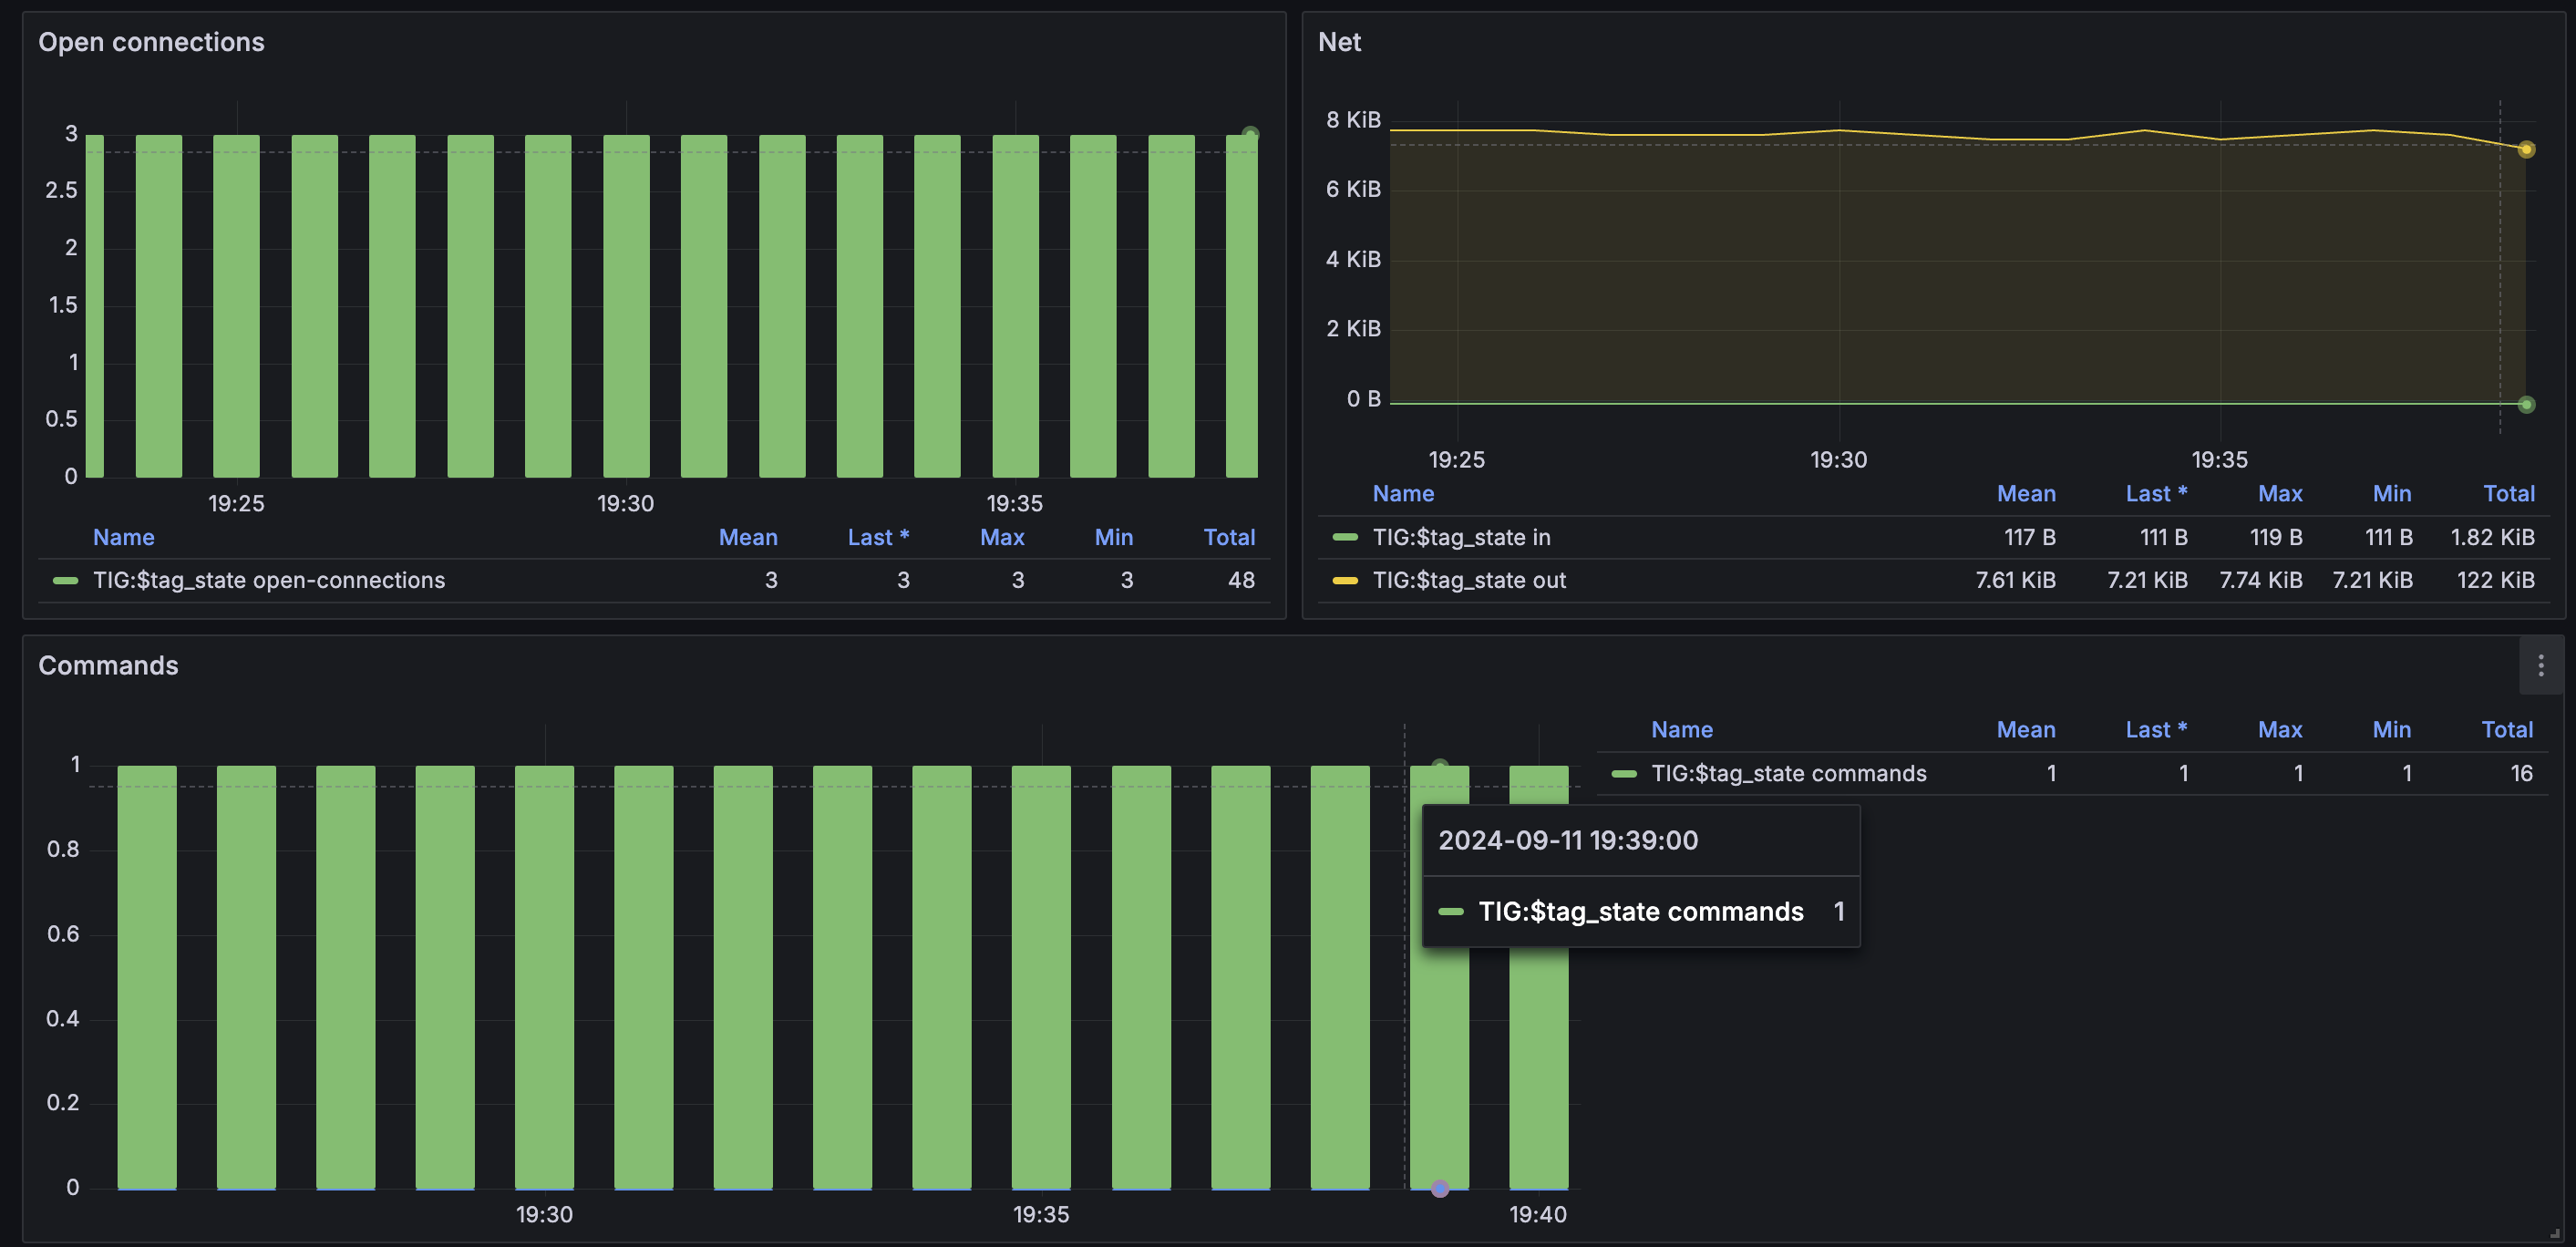 Open connections
3
2.5
2
1.5
1
0.5
0
19:25 19:30 19:35
Name Mean Last * Max Min Total
TIG:$tag_state open-connections 3 3 3 3 48
Net
8 KiB
6 KiB
4 KiB
2 KiB
0 B
19:25 19:30 19:35
Name Mean Last * Max Min Total
TIG:$tag_state in 117 B 111 B 119 B 111 B 1.82 KiB
TIG:$tag_state out 7.61 KiB 7.21 KiB 7.74 KiB 7.21 KiB 122 KiB
Commands
1
0.8
0.6
0.4
0.2
0
19:30 19:35 19:40
2024-09-11 19:39:00
TIG:$tag_state commands 1
Name Mean Last * Max Min Total
TIG:$tag_state commands 1 1 1 1 16